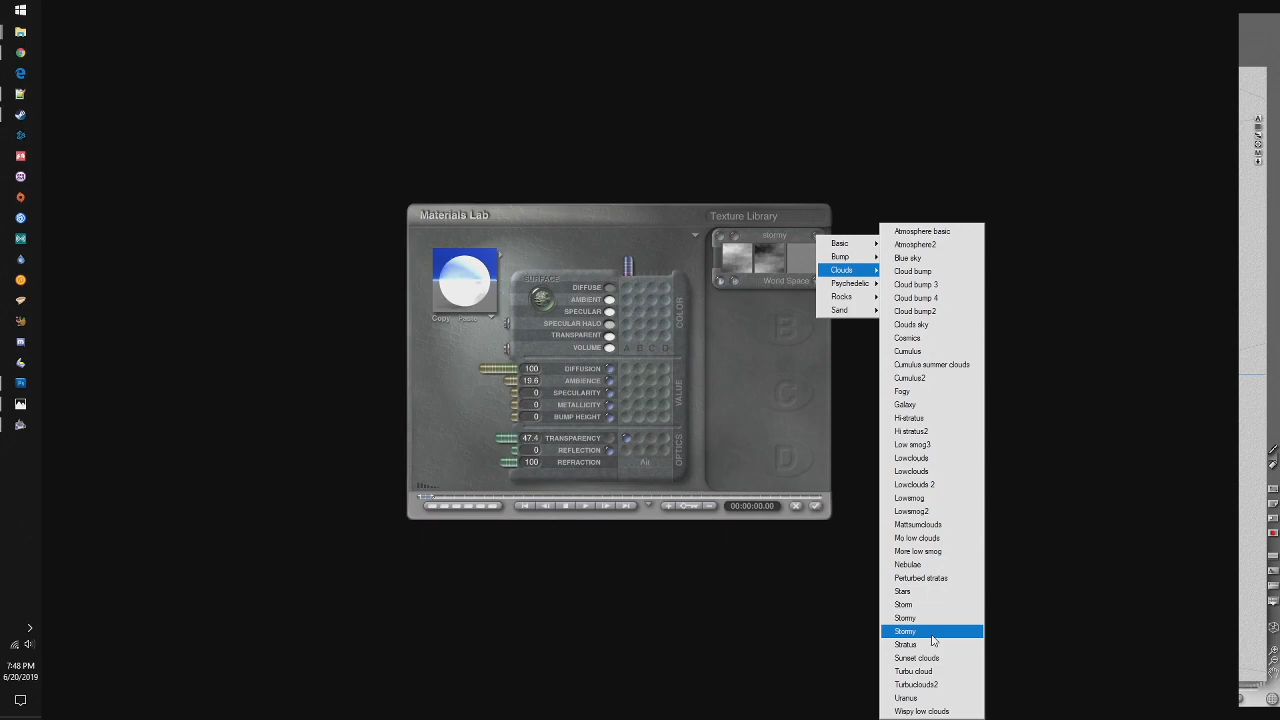 Materials Lab
Texture Library
stormy
World Space
Copy Paste
SURFACE
DIFFUSE
AMBIENT
SPECULAR
SPECULAR HALO
TRANSPARENT
VOLUME
A B C D
COLOR
100 DIFFUSION
19.6 AMBIENCE
0 SPECULARITY
0 METALLICITY
0 BUMP HEIGHT
VALUE
47.4 TRANSPARENCY
0 REFLECTION
100 REFRACTION
Air
OPTICS
B
C
D
00:00:00.00
Basic
Bump
Clouds
Psychedelic
Rocks
Sand
Atmosphere basic
Atmosphere2
Blue sky
Cloud bump
Cloud bump 3
Cloud bump 4
Cloud bump2
Clouds sky
Cosmics
Cumulus
Cumulus summer clouds
Cumulus2
Fogy
Galaxy
Hi-stratus
Hi stratus2
Low smog3
Lowclouds
Lowclouds
Lowclouds 2
Lowsmog
Lowsmog2
Mattsumclouds
Mo low clouds
More low smog
Nebulae
Perturbed stratas
Stars
Storm
Stormy
Stormy
Stratus
Sunset clouds
Turbu cloud
Turbuclouds2
Uranus
Wispy low clouds
A
M
7:48 PM
6/20/2019